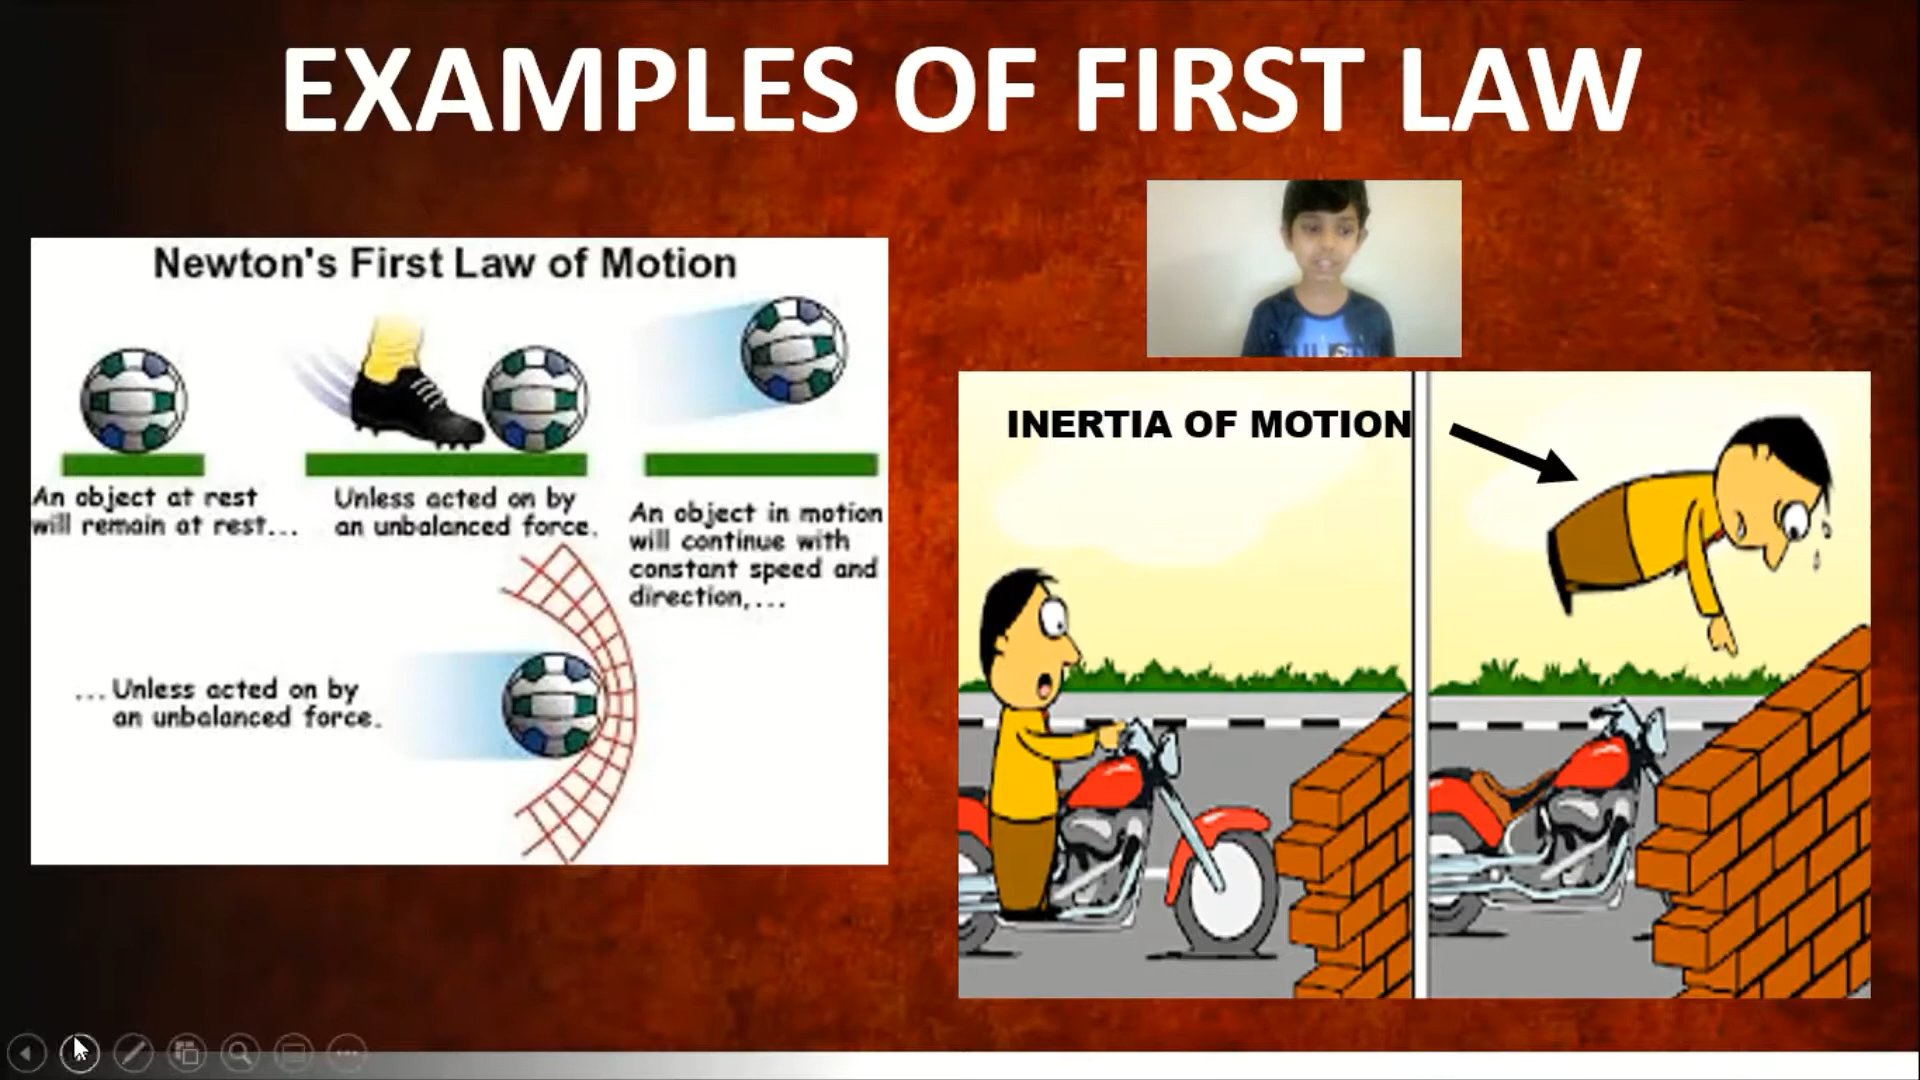 EXAMPLES OF FIRST LAW
Newton's First Law of Motion
An object at rest
will remain at rest...
Unless acted on by
an unbalanced force.
An object in motion
will continue with
constant speed and
direction,...
...Unless acted on by
an unbalanced force.
INERTIA OF MOTION